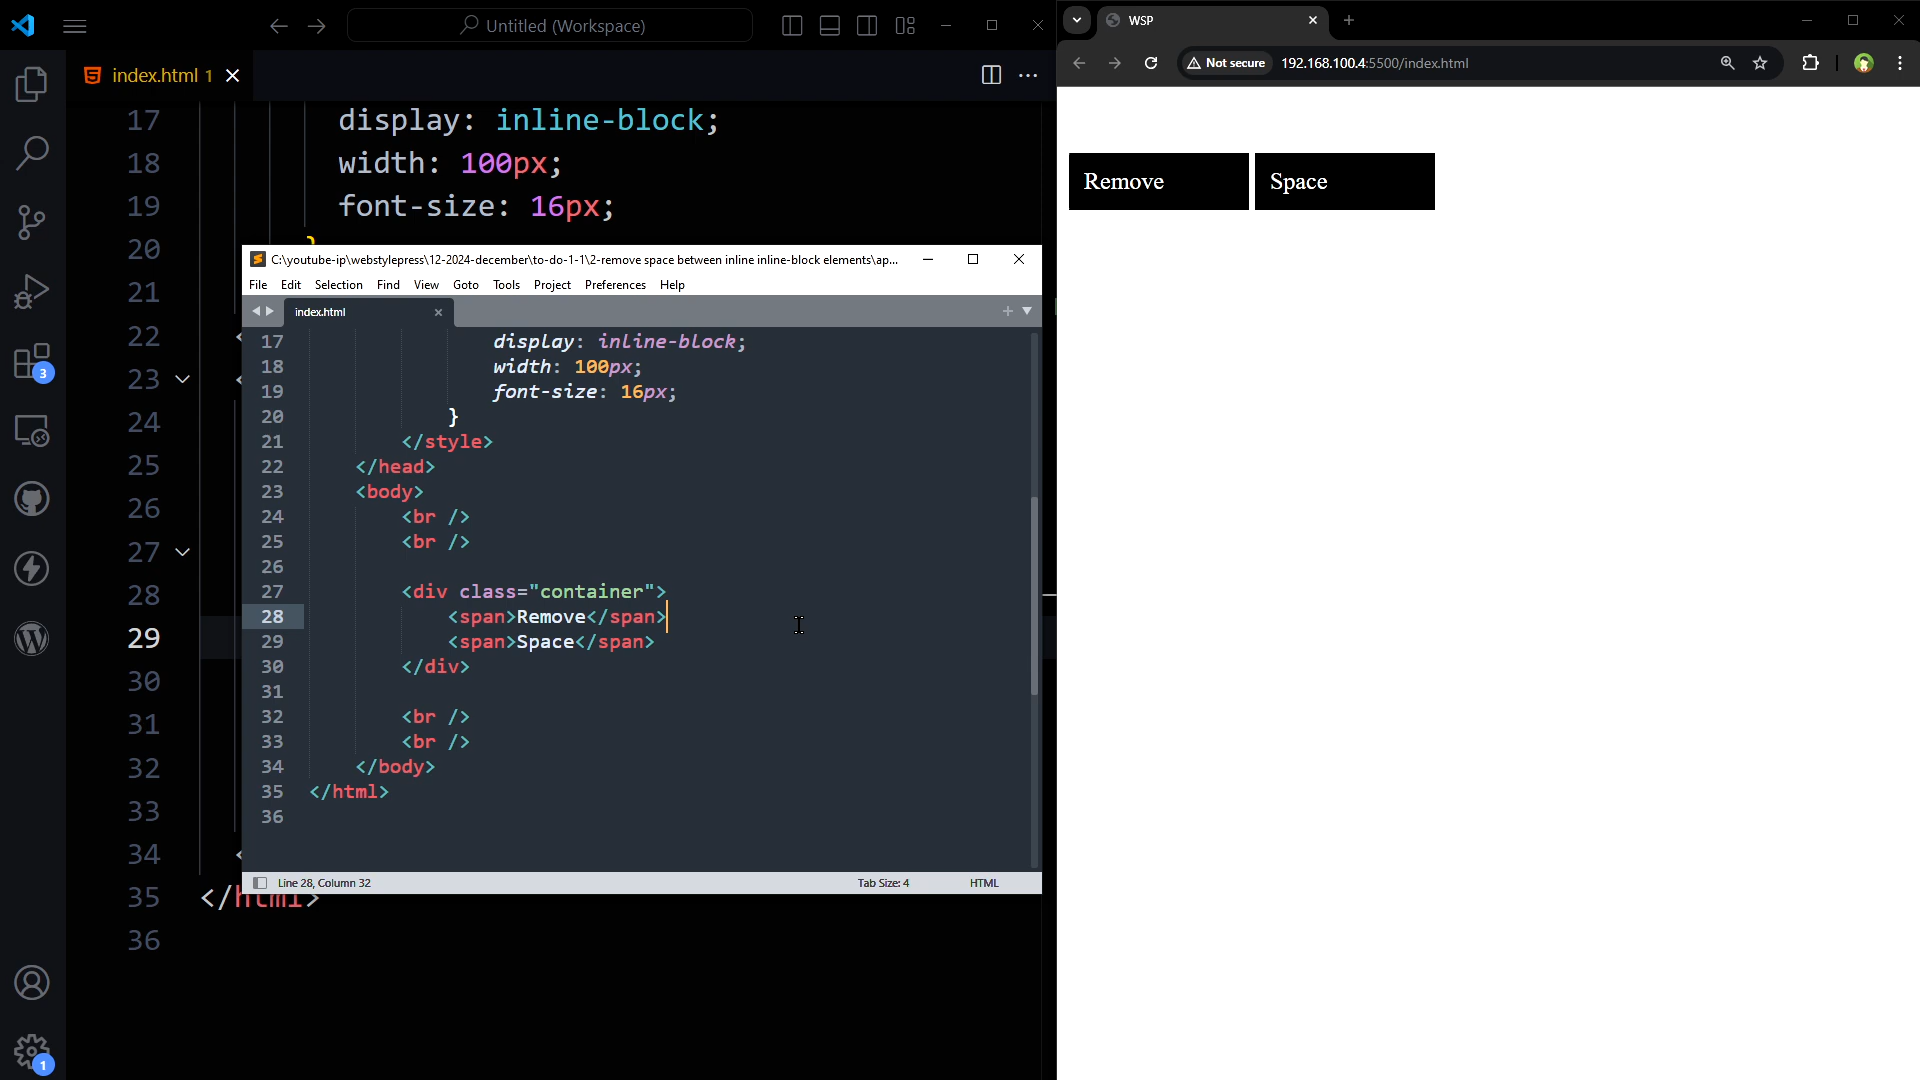 Untitled (Workspace)
index.html 1
17 display: inline-block;
18 width: 100px;
19 font-size: 16px;
20 }
21
22 <
23 <
24
25
26
27
28
29
30
31
32
33
34 <
35 </html>
36
3
1
C:\youtube-ip\webstylepress\12-2024-december\to-do-1-1\2-remove space between inline inline-block elements\ap...
File Edit Selection Find View Goto Tools Project Preferences Help
index.html
17 display: inline-block;
18 width: 100px;
19 font-size: 16px;
20 }
21 </style>
22 </head>
23 <body>
24 <br />
25 <br />
26
27 <div class="container">
28 <span>Remove</span>
29 <span>Space</span>
30 </div>
31
32 <br />
33 <br />
34 </body>
35 </html>
36
Line 28, Column 32 Tab Size: 4 HTML
WSP
Not secure 192.168.100.4:5500/index.html
Remove Space